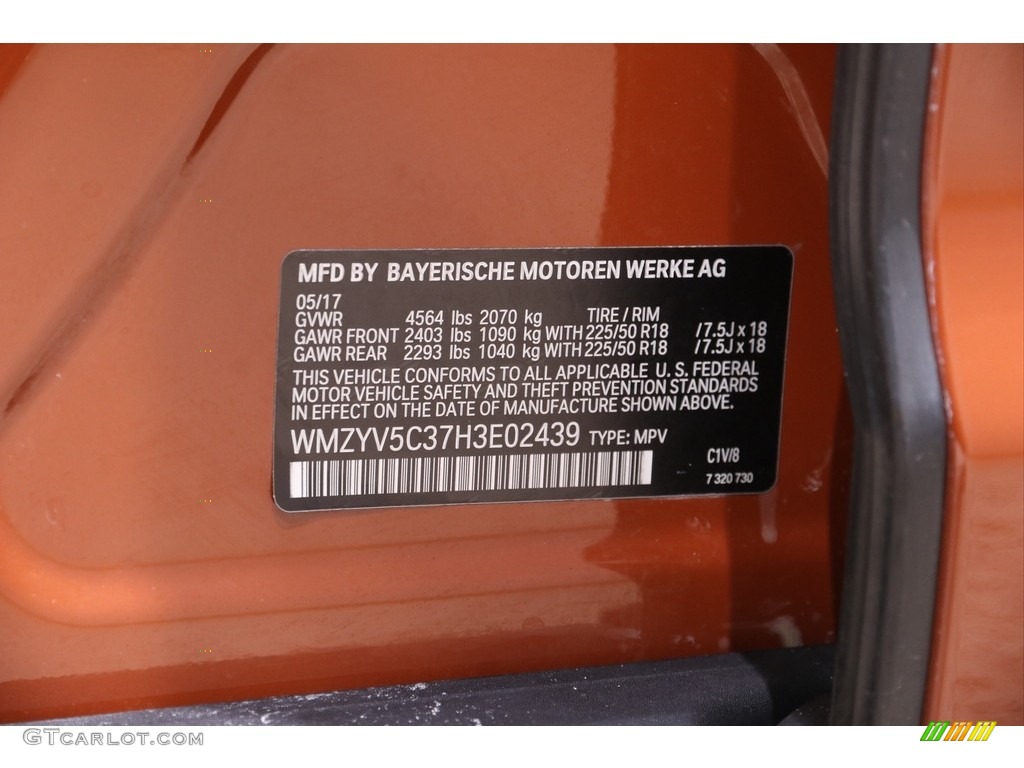 MFD BY BAYERISCHE MOTOREN WERKE AG
05/17
GVWR 4564 lbs 2070 kg TIRE / RIM
GAWR FRONT 2403 lbs 1090 kg WITH 225/50 R18 /7.5J x 18
GAWR REAR 2293 lbs 1040 kg WITH 225/50 R18 /7.5J x 18
THIS VEHICLE CONFORMS TO ALL APPLICABLE U. S. FEDERAL
MOTOR VEHICLE SAFETY AND THEFT PREVENTION STANDARDS
IN EFFECT ON THE DATE OF MANUFACTURE SHOWN ABOVE.
WMZYV5C37H3E02439 TYPE: MPV
C1V/8
7 320 730
GTCARLOT.COM